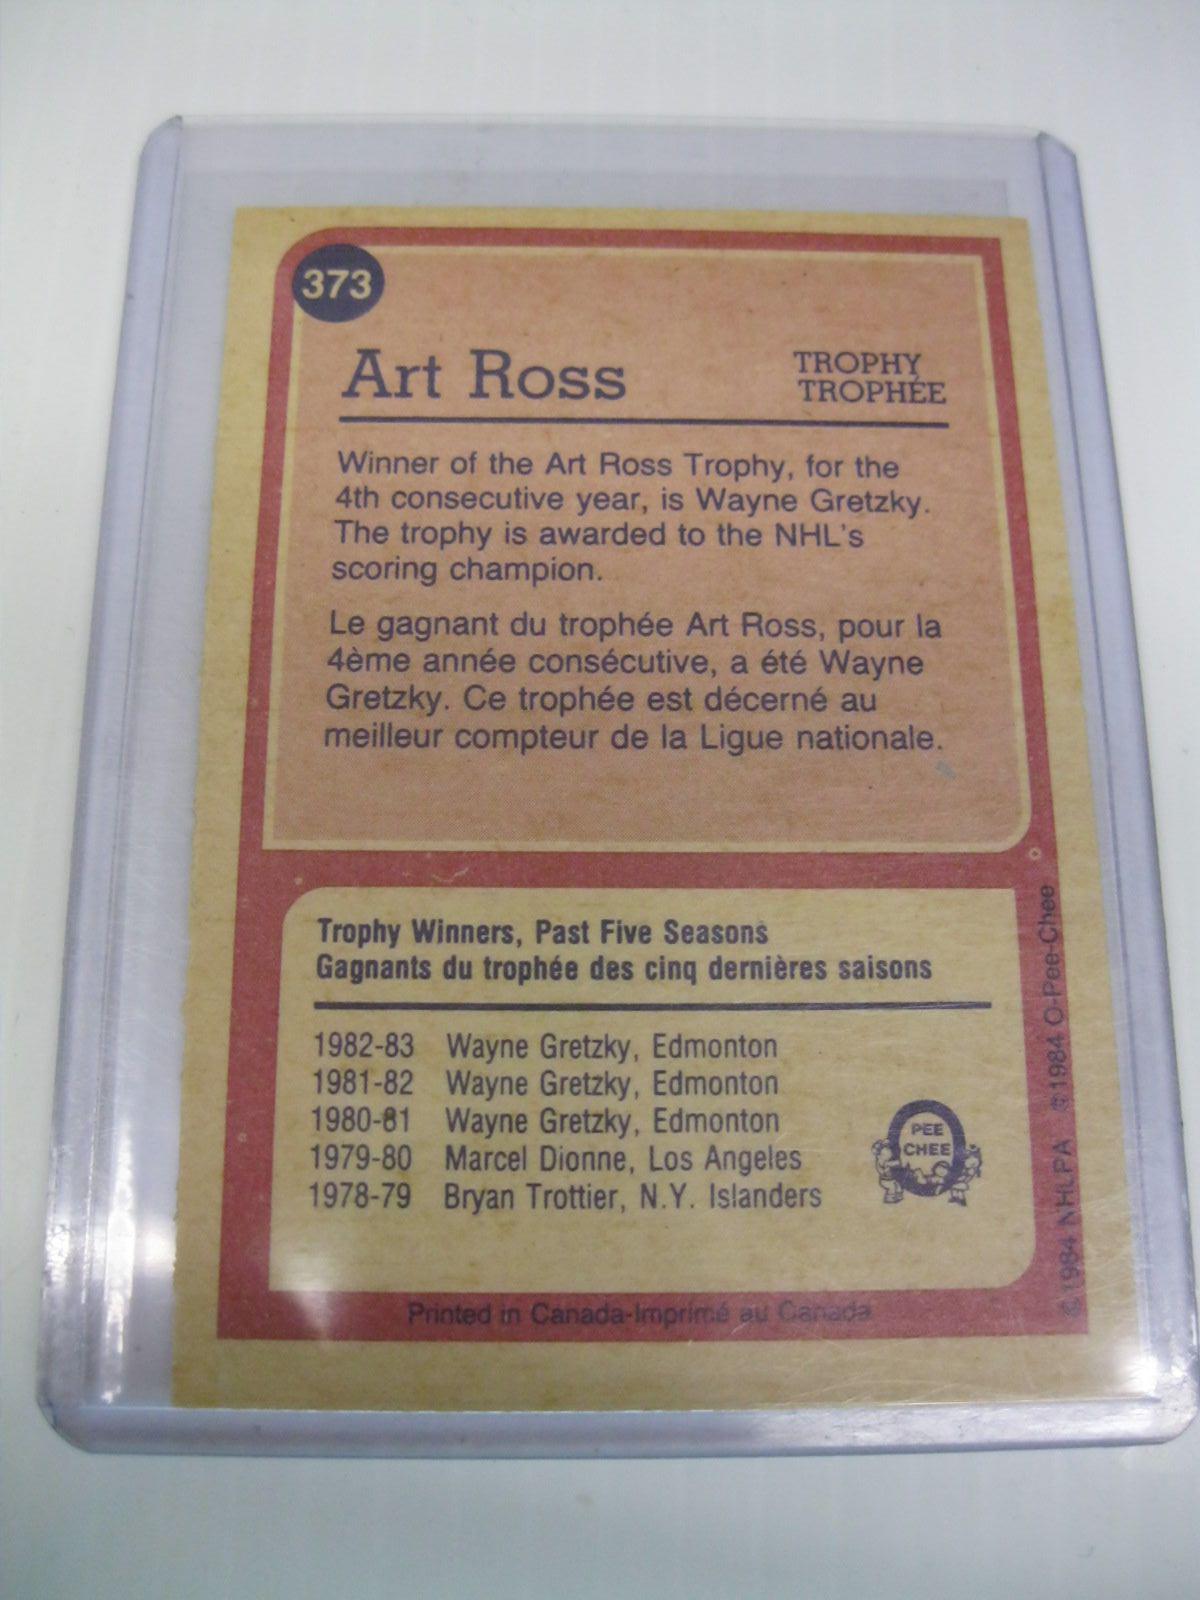 373
Art Ross
TROPHY
TROPHÉE
Winner of the Art Ross Trophy, for the
4th consecutive year, is Wayne Gretzky.
The trophy is awarded to the NHL's
scoring champion.
Le gagnant du trophée Art Ross, pour la
4ème année consécutive, a été Wayne
Gretzky. Ce trophée est décerné au
meilleur compteur de la Ligue nationale.
Trophy Winners, Past Five Seasons
Gagnants du trophée des cinq dernières saisons
1982-83 Wayne Gretzky, Edmonton
1981-82 Wayne Gretzky, Edmonton
1980-81 Wayne Gretzky, Edmonton
1979-80 Marcel Dionne, Los Angeles
1978-79 Bryan Trottier, N.Y. Islanders
PEE
CHEE
© 1984 NHLPA © 1984 O-Pee-Chee
Printed in Canada-Imprimé au Canada